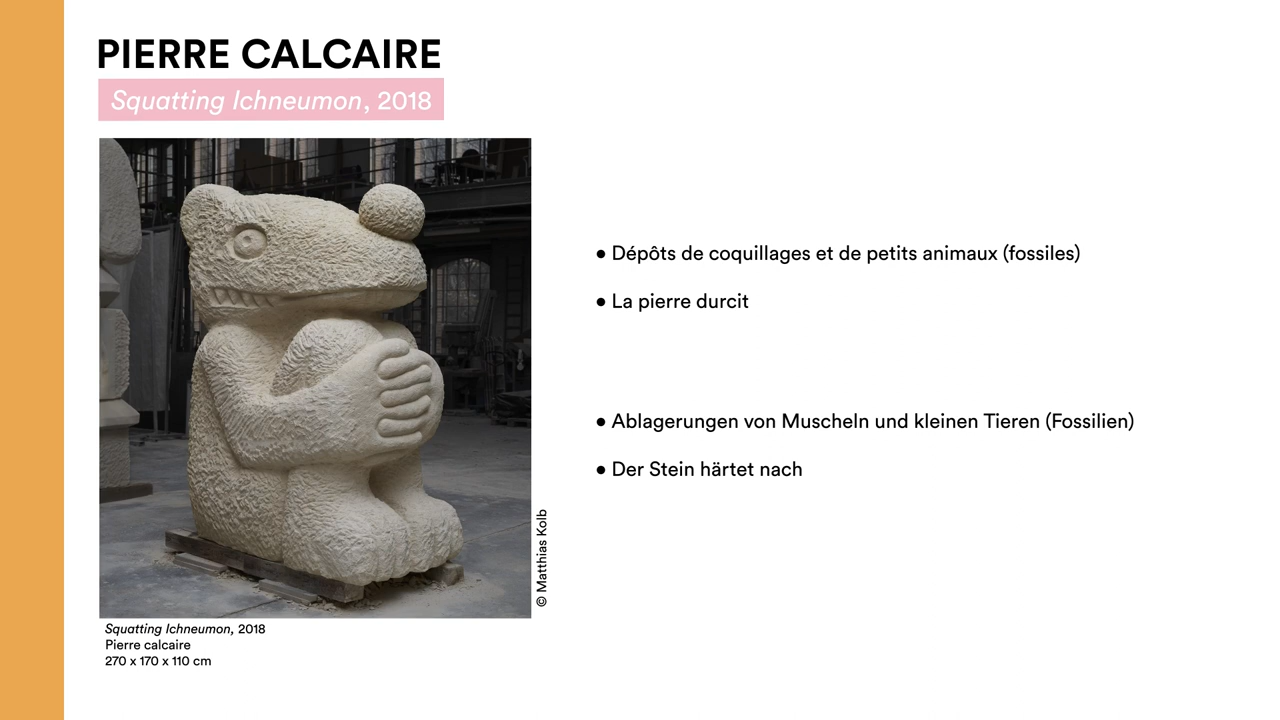 PIERRE CALCAIRE
Squatting Ichneumon, 2018
● Dépôts de coquillages et de petits animaux (fossiles)
● La pierre durcit
● Ablagerungen von Muscheln und kleinen Tieren (Fossilien)
● Der Stein härtet nach
© Matthias Kolb
Squatting Ichneumon, 2018
Pierre calcaire
270 x 170 x 110 cm